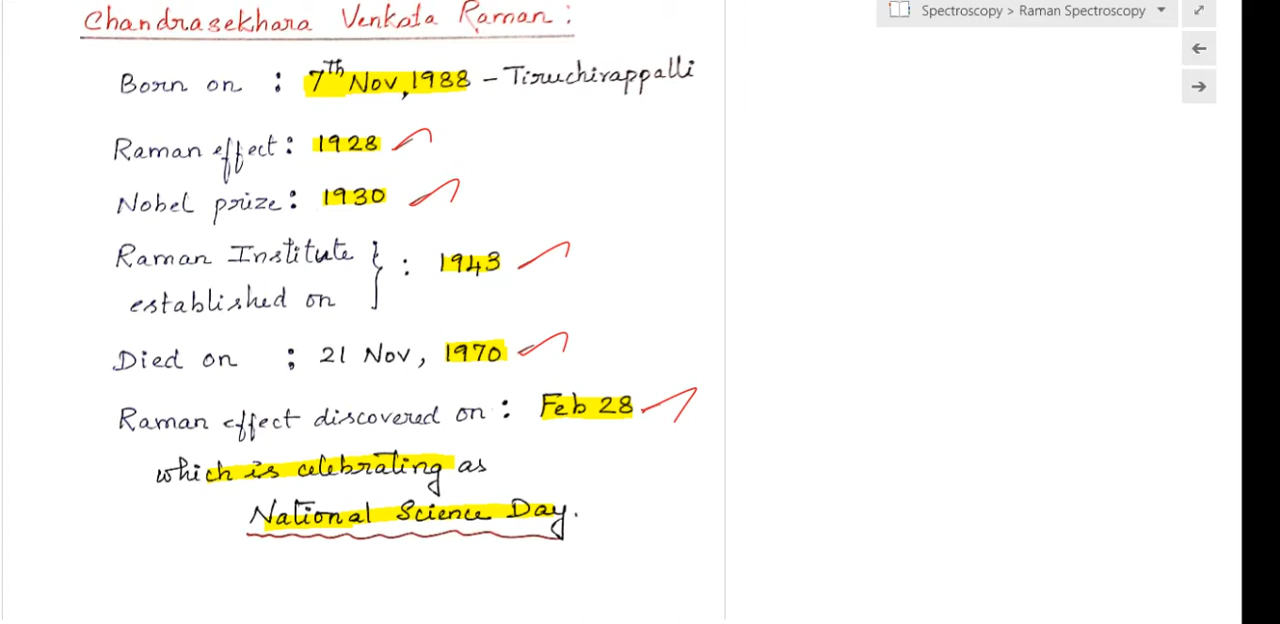 Chandrasekhara Venkata Raman :
Spectroscopy > Raman Spectroscopy
Born on : 7th Nov, 1988 - Tiruchirappalli
Raman effect : 1928
Nobel prize : 1930
Raman Institute } : 1943
established on
Died on ; 21 Nov, 1970
Raman effect discovered on : Feb 28
which is celebrating as
National Science Day.